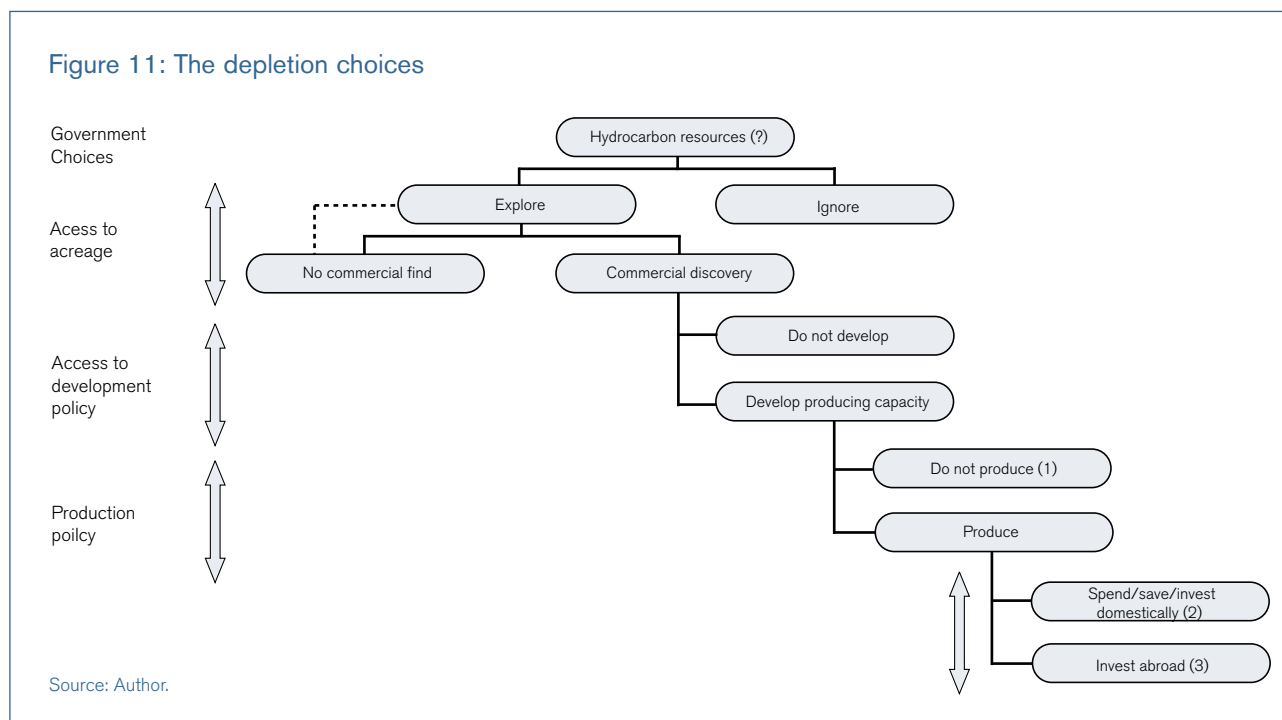 Figure 11: The depletion choices
Government
Choices
Hydrocarbon resources (?)
Explore
Ignore
Acess to
acreage
No commercial find
Commercial discovery
Do not develop
Access to
development
policy
Develop producing capacity
Do not produce (1)
Production
poilcy
Produce
Spend/save/invest
domestically (2)
Invest abroad (3)
Source: Author.